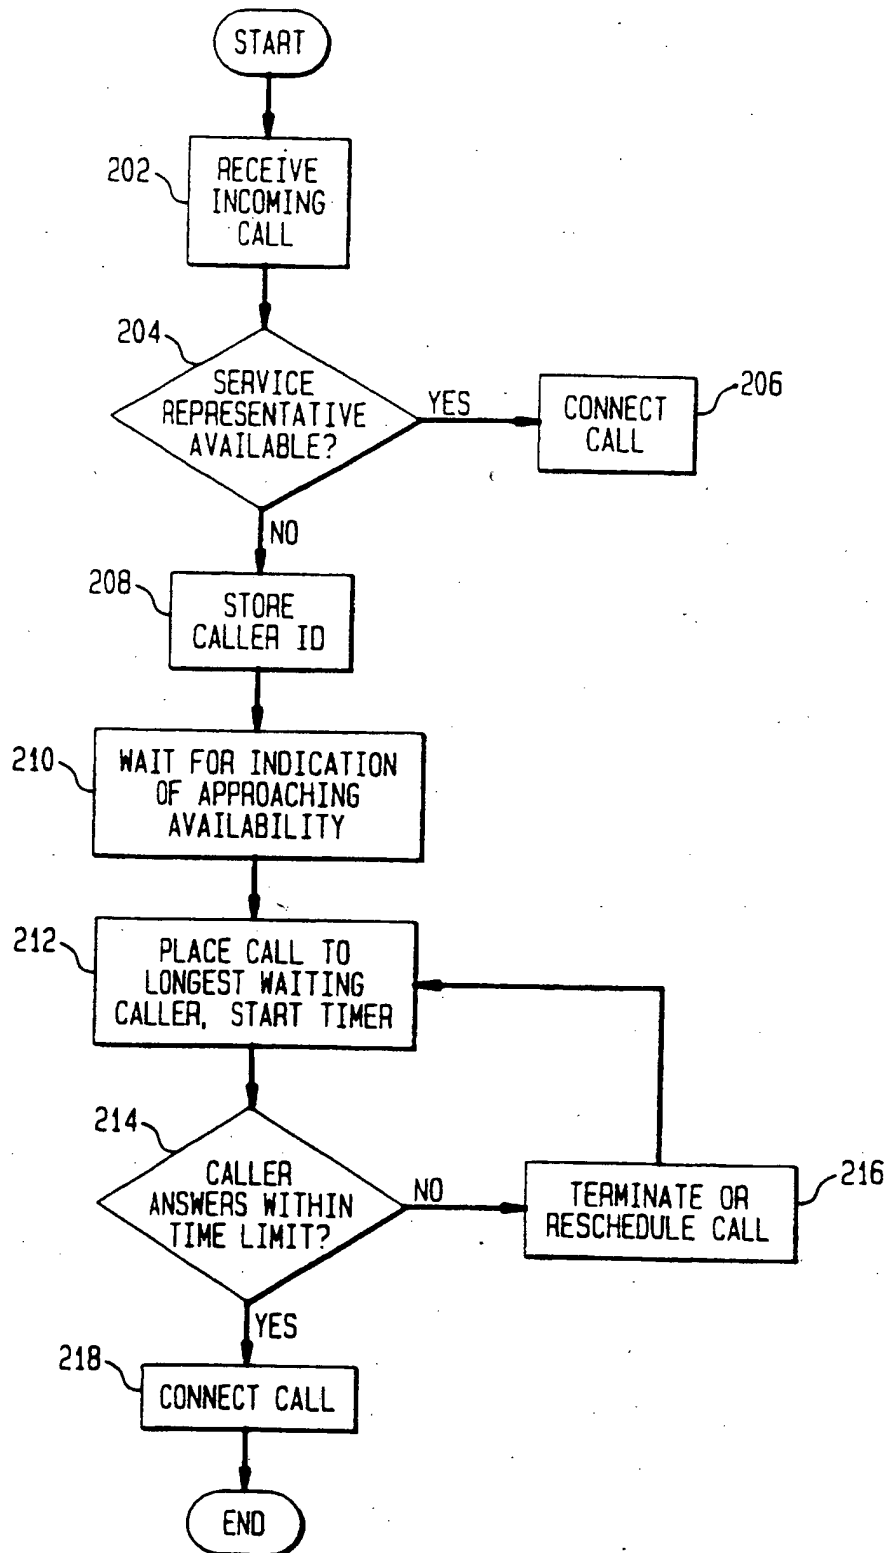 START
202
RECEIVE
INCOMING
CALL
204
SERVICE
REPRESENTATIVE
AVAILABLE?
YES
206
CONNECT
CALL
NO
208
STORE
CALLER ID
210
WAIT FOR INDICATION
OF APPROACHING
AVAILABILITY
212
PLACE CALL TO
LONGEST WAITING
CALLER, START TIMER
214
CALLER
ANSWERS WITHIN
TIME LIMIT?
NO
216
TERMINATE OR
RESCHEDULE CALL
YES
218
CONNECT CALL
END